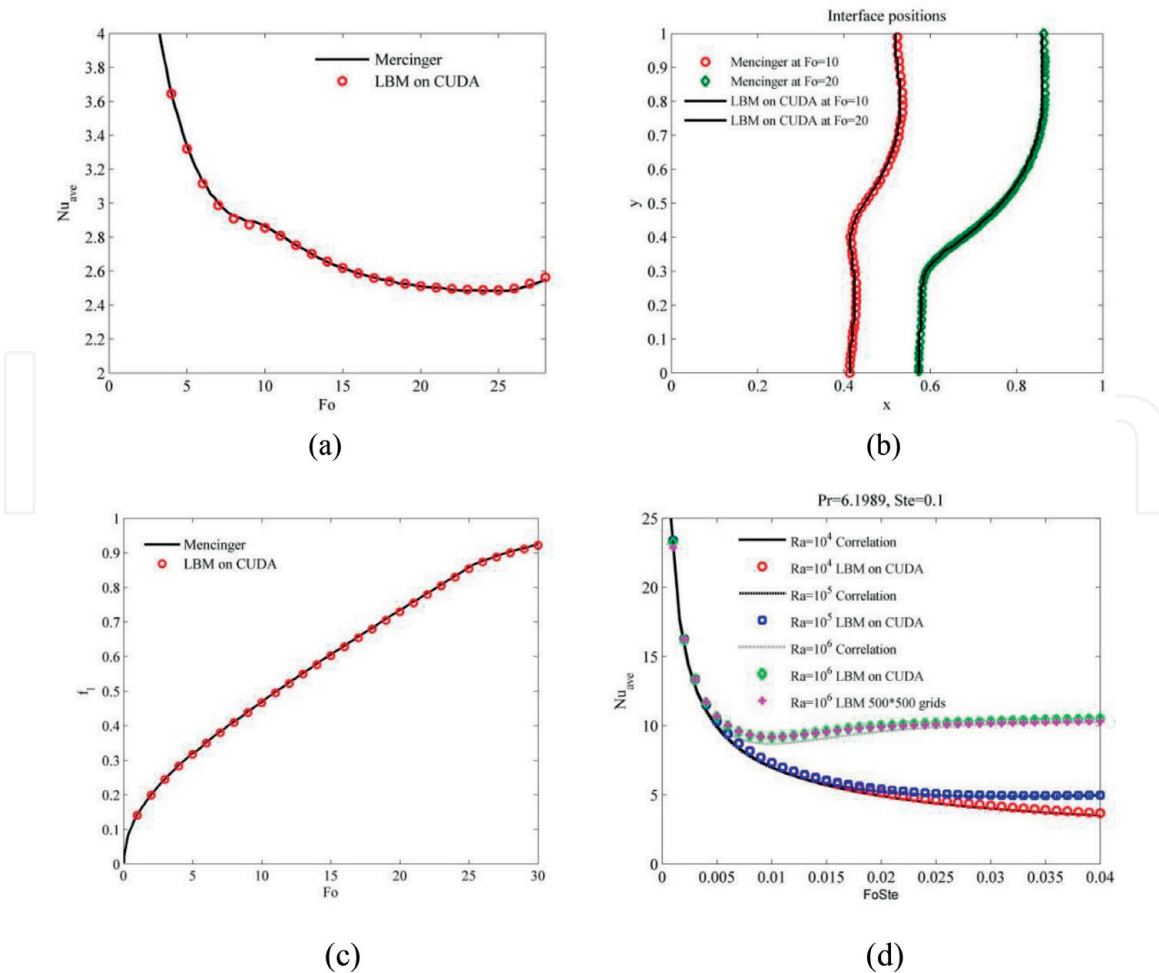 4
3.8
3.6
3.4
3.2
3
2.8
2.6
2.4
2.2
2
Nu_ave
Mercinger
LBM on CUDA
0 5 10 15 20 25
Fo
(a)
Interface positions
1
0.9
0.8
0.7
0.6
0.5
0.4
0.3
0.2
0.1
0
y
Mencinger at Fo=10
Mencinger at Fo=20
LBM on CUDA at Fo=10
LBM on CUDA at Fo=20
0 0.2 0.4 0.6 0.8 1
x
(b)
1
0.9
0.8
0.7
0.6
0.5
0.4
0.3
0.2
0.1
0
f_l
Mencinger
LBM on CUDA
0 5 10 15 20 25 30
Fo
(c)
Pr=6.1989, Ste=0.1
25
20
15
10
5
0
Nu_ave
Ra=10^4 Correlation
Ra=10^4 LBM on CUDA
Ra=10^5 Correlation
Ra=10^5 LBM on CUDA
Ra=10^6 Correlation
Ra=10^6 LBM on CUDA
Ra=10^6 LBM 500*500 grids
0 0.005 0.01 0.015 0.02 0.025 0.03 0.035 0.04
FoSte
(d)